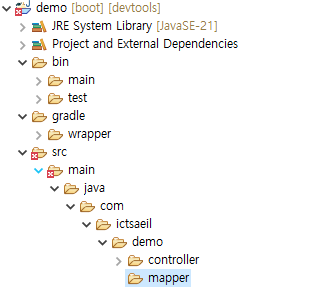 demo [boot] [devtools]
JRE System Library [JavaSE-21]
Project and External Dependencies
bin
main
test
gradle
wrapper
src
main
java
com
ictsaeil
demo
controller
mapper